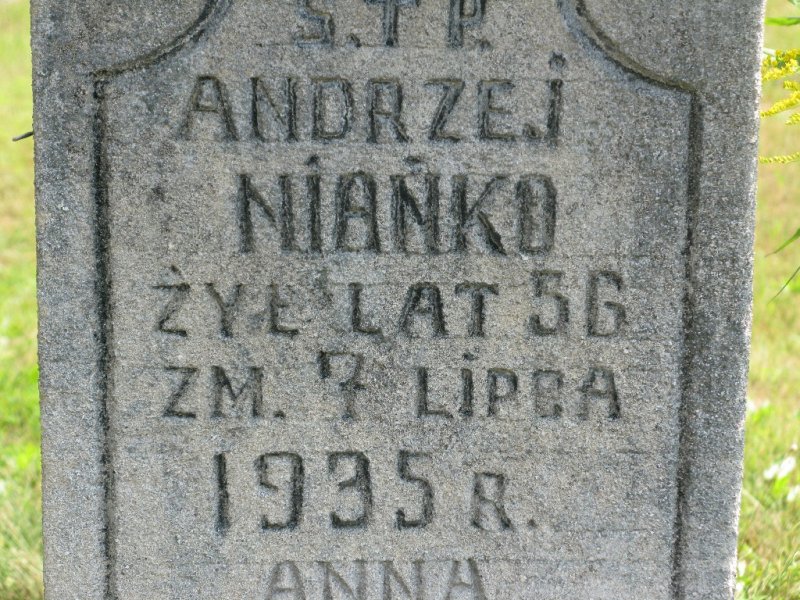 Ś.†P.
ANDRZEJ
NIAŃKO
ŻYŁ LAT 56
ZM. 7 LIPCA
1935 R.
ANNA